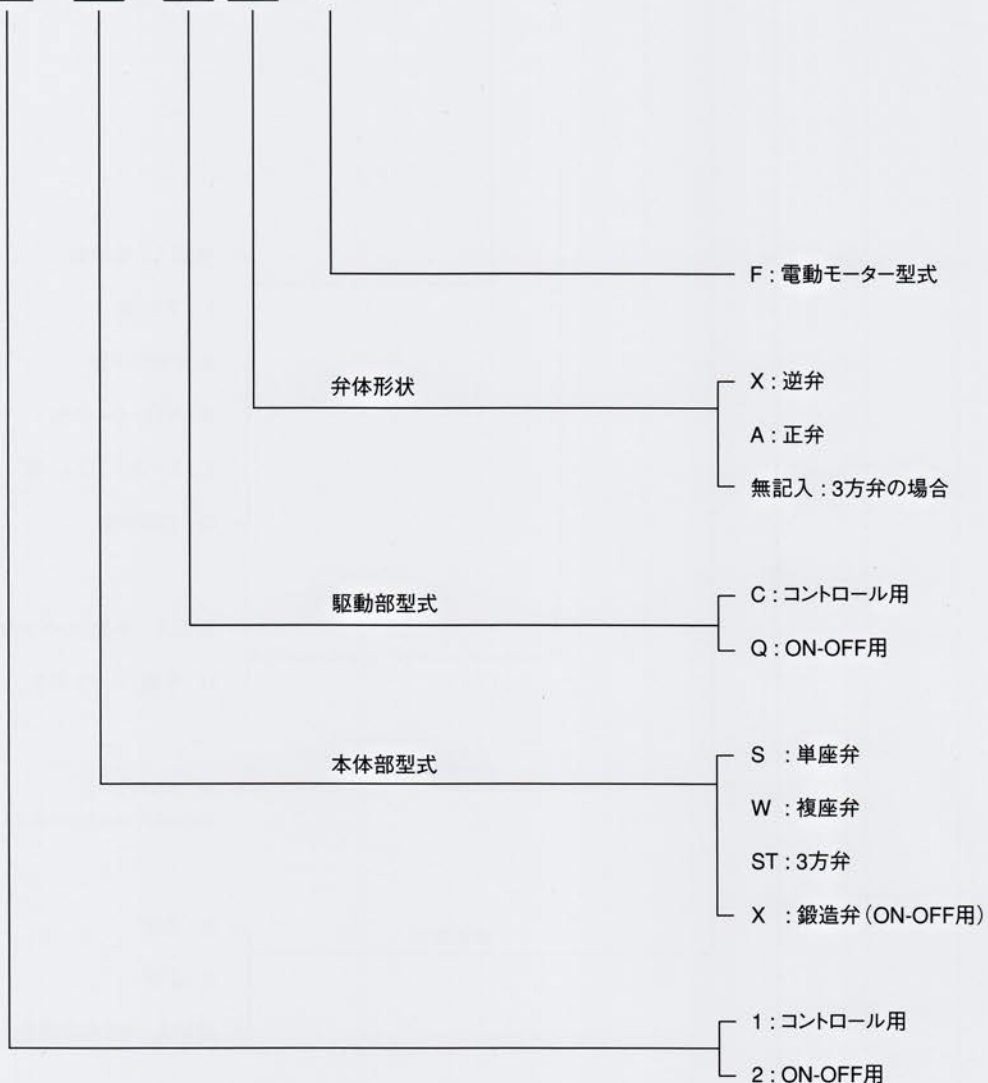 F : 電動モーター型式
弁体形状
X : 逆弁
A : 正弁
無記入 : 3方弁の場合
駆動部型式
C : コントロール用
Q : ON-OFF用
本体部型式
S : 単座弁
W : 複座弁
ST : 3方弁
X : 鍛造弁（ON-OFF用）
1 : コントロール用
2 : ON-OFF用